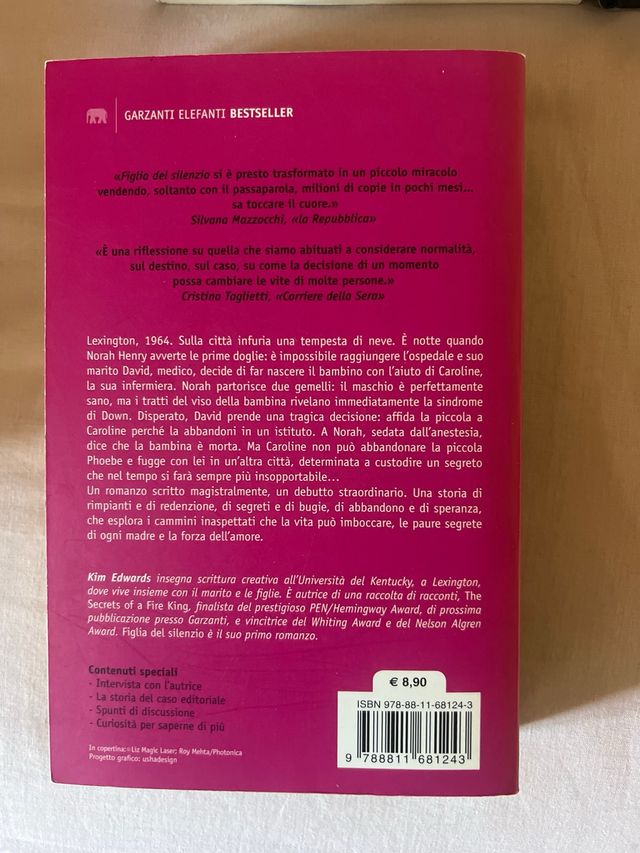 GARZANTI ELEFANTI BESTSELLER
«Figlia del silenzio si è presto trasformato in un piccolo miracolo
vendendo, soltanto con il passaparola, milioni di copie in pochi mesi...
sa toccare il cuore.»
Silvana Mazzocchi, «la Repubblica»
«È una riflessione su quella che siamo abituati a considerare normalità,
sul destino, sul caso, su come la decisione di un momento
possa cambiare le vite di molte persone.»
Cristina Taglietti, «Corriere della Sera»
Lexington, 1964. Sulla città infuria una tempesta di neve. È notte quando
Norah Henry avverte le prime doglie: è impossibile raggiungere l'ospedale e suo
marito David, medico, decide di far nascere il bambino con l'aiuto di Caroline,
la sua infermiera. Norah partorisce due gemelli: il maschio è perfettamente
sano, ma i tratti del viso della bambina rivelano immediatamente la sindrome
di Down. Disperato, David prende una tragica decisione: affida la piccola a
Caroline perché la abbandoni in un istituto. A Norah, sedata dall'anestesia,
dice che la bambina è morta. Ma Caroline non può abbandonare la piccola
Phoebe e fugge con lei in un'altra città, determinata a custodire un segreto
che nel tempo si farà sempre più insopportabile...
Un romanzo scritto magistralmente, un debutto straordinario. Una storia di
rimpianti e di redenzione, di segreti e di bugie, di abbandono e di speranza,
che esplora i cammini inaspettati che la vita può imboccare, le paure segrete
di ogni madre e la forza dell'amore.
Kim Edwards insegna scrittura creativa all'Università del Kentucky, a Lexington,
dove vive insieme con il marito e le figlie. È autrice di una raccolta di racconti, The
Secrets of a Fire King, finalista del prestigioso PEN/Hemingway Award, di prossima
pubblicazione presso Garzanti, e vincitrice del Whiting Award e del Nelson Algren
Award. Figlia del silenzio è il suo primo romanzo.
Contenuti speciali
- Intervista con l'autrice
- La storia del caso editoriale
- Spunti di discussione
- Curiosità per saperne di più
In copertina: © Liz Magic Laser; Roy Mehta/Photonica
Progetto grafico: ushadesign
€ 8,90
ISBN 978-88-11-68124-3
9 788811 681243